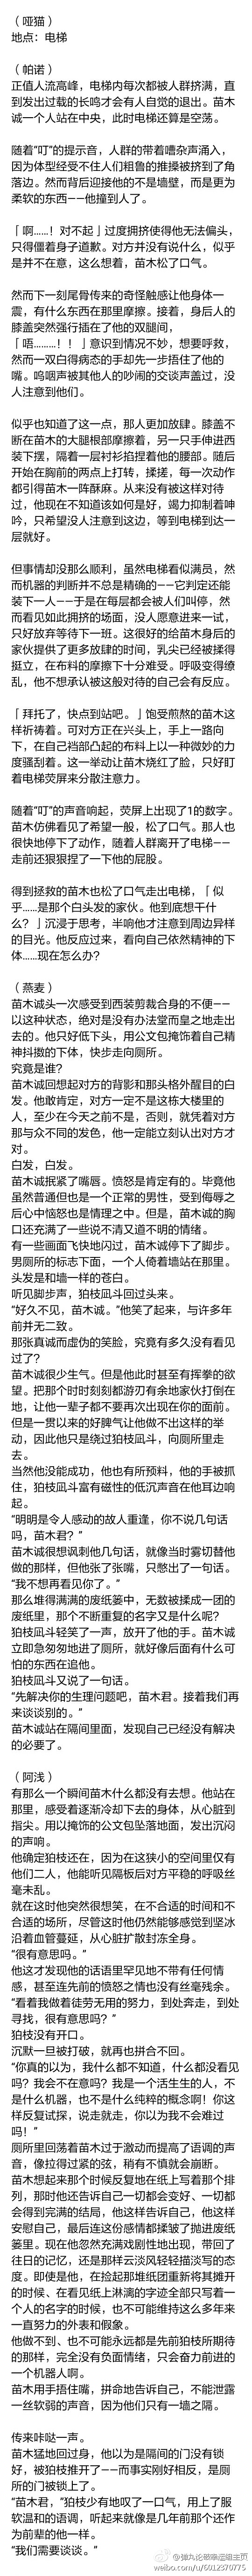 （哑猫）
地点：电梯
（帕诺）
正值人流高峰，电梯内每次都被人群挤满，直
到发出过载的长鸣才会有人自觉的退出。苗木
诚一个人站在中央，此时电梯还算是空荡。
随着“叮”的提示音，人群的带着嘈杂声涌入，
因为体型经受不住人们粗鲁的推搡被挤到了角
落边。然而背后迎接他的不是墙壁，而是更为
柔软的东西——他撞到人了。
「啊……！对不起」过度拥挤使得他无法偏头，
只得僵着身子道歉。对方并没有说什么，似乎
是并不在意，这么想着，苗木松了口气。
然而下一刻尾骨传来的奇怪触感让他身体一
震，有什么东西在那里摩擦。接着，身后人的
膝盖突然强行插在了他的双腿间，
「唔………！！」意识到情况不妙，想要呼救，
然而一双白得病态的手却先一步捂住了他的
嘴。呜咽声被其他人的吵闹的交谈声盖过，没
人注意到他们。
似乎也知道了这一点，那人更加放肆。膝盖不
断在苗木的大腿根部摩擦着，另一只手伸进西
装下摆，隔着一层衬衫掐捏着他的腰部。随后
开始在胸前的两点上打转，揉搓，每一次动作
都引得苗木一阵酥麻。从来没有被这样对待
过，他现在不知道该如何是好，竭力抑制着呻
吟，只希望没人注意到这边，等到电梯到达一
层就好。
但事情却没那么顺利，虽然电梯看似满员，然
而机器的判断并不总是精确的——它判定还能
装下一人——于是在每层都会被人们叫停，然
而看见如此拥挤的场面，没人愿意进来一试，
只好放弃等待下一班。这很好的给苗木身后的
家伙提供了更多放肆的时间，乳尖已经被揉得
挺立，在布料的摩擦下十分难受。呼吸变得缭
乱，他不想承认被这般对待的自己会有反应。
「拜托了，快点到站吧。」饱受煎熬的苗木这
样祈祷着。可对方正在兴头上，手上一路向
下，在自己裆部凸起的布料上以一种微妙的力
度骚刮着。这一举动让苗木烧红了脸，只好盯
着电梯荧屏来分散注意力。
随着“叮”的声音响起，荧屏上出现了1的数字。
苗木仿佛看见了希望一般，松了口气。那人也
很快地停下了动作，随着人群离开了电梯——
走前还狠狠捏了一下他的屁股。
得到拯救的苗木也松了口气走出电梯，「似
乎……是那个白头发的家伙。他到底想干什
么？」沉浸于思考，半响他才注意到周边异样
的目光。他反应过来，看向自己依然精神的下
体……现在怎么办？
（燕麦）
苗木诚头一次感受到西装剪裁合身的不便——
以这种状态，绝对是没有办法堂而皇之地走出
去的。他只好低下头，用公文包掩饰着自己精
神抖擞的下体，快步走向厕所。
究竟是谁？
苗木诚回想起对方的背影和那头格外醒目的白
发。他敢肯定，对方一定不是这栋大楼里的
人，至少在今天之前不是，否则，就凭着对方
那与众不同的发色，他一定能立刻认出对方才
对。
白发，白发。
苗木诚抿紧了嘴唇。愤怒是肯定有的。毕竟他
虽然普通但也是一个正常的男性，受到侮辱之
后心中恼怒也是情理之中。但是，苗木诚的胸
口还充满了一些说不清又道不明的情绪。
有一些画面飞快地闪过，苗木诚停下了脚步。
男厕所的标志下面，一个人倚着墙站在那里。
头发是和墙一样的苍白。
听见脚步声，狛枝凪斗回过头来。
“好久不见，苗木诚。”他笑了起来，与许多年
前并无二致。
那张真诚而虚伪的笑脸，究竟有多久没有看见
过了？
苗木诚很少生气。但是他此时甚至有挥拳的欲
望。把那个时时刻刻都游刃有余地家伙打倒在
地，让他一辈子都不要再次出现在你的面前。
但是一贯以来的好脾气让他做不出这样的举
动，因此他只是绕过狛枝凪斗，向厕所里走
去。
当然他没能成功，他也有所预料，他的手被抓
住，狛枝凪斗富有磁性的低沉声音在他耳边响
起。
“明明是令人感动的故人重逢，你不说几句话
吗，苗木君？”
苗木诚很想讽刺他几句话，就像当时雾切替他
做的那样，但他张了张嘴，只憋出了一句话。
“我不想再看见你了。”
那么堆得满满的废纸篓中，无数被揉成一团的
废纸里，那个不断重复的名字又是什么呢？
狛枝凪斗轻笑了一声，放开了他的手。苗木诚
立即急匆匆地进了厕所，就好像后面有什么可
怕的东西在追他。
狛枝凪斗又说了一句话。
“先解决你的生理问题吧，苗木君。接着我们再
来谈谈别的。”
苗木诚站在隔间里面，发现自己已经没有解决
的必要了。
（阿浅）
有那么一个瞬间苗木什么都没有去想。他站在
那里，感受着逐渐冷却下去的身体，从心脏到
指尖。用以掩饰的公文包坠落地面，发出沉闷
的声响。
他确定狛枝还在，因为在这狭小的空间里仅有
他们二人，他能听见隔板后对方平稳的呼吸丝
毫未乱。
就在这时他突然很想笑，在不合适的时间和不
合适的场所，尽管这时他仍然能够感觉到坚冰
沿着血管蔓延，从心脏扩散封冻全身。
“很有意思吗。”
他这才发现他的话语里罕见地不带有任何情
感，甚至连先前的愤怒之情也没有丝毫残余。
“看着我做着徒劳无用的努力，到处奔走，到处
寻找，很有意思吗？”
狛枝没有开口。
沉默一旦被打破，就再也拼合不回。
“你真的以为，我什么都不知道，什么都没看见
吗？我会不在意吗？我是一个活生生的人，不
是什么机器，也不是什么纯粹的概念啊！你这
样反复试探，说走就走，你以为我不会难过
吗！”
厕所里回荡着苗木过于激动而提高了语调的声
音，像拉得过紧的弦，稍有不慎就会崩断。
苗木想起来那个时候反复地在纸上写着那个排
列，那时他还告诉自己一切都会变好、一切都
会得到完满的结局，他这样告诉自己，他这样
安慰自己，最后连这份感情都揉皱了抛进废纸
篓里。现在他忽然充满戏剧性地出现，带回了
往日的记忆，还是那样云淡风轻轻描淡写的态
度。即使是他，在捡起那堆纸团重新将其摊开
的时候、在看见纸上淋漓的字迹全部只写着一
个人的名字的时候，也不可能维持这么多年来
一直努力的外表和假象。
他做不到、也不可能永远都是先前狛枝所期待
的那样，完全没有负面情绪，只会奋力前进的
一个机器人啊。
苗木用手捂住嘴，拼命地告诉自己，不能泄露
一丝软弱的声音，因为他们只有一墙之隔。
传来咔哒一声。
苗木猛地回过身，他以为是隔间的门没有锁
好，被狛枝推开了——而事实刚好相反，是厕
所的门被锁上了。
“苗木君，”狛枝少有地叹了一口气，用上了服
软温和的语调，听起来就像是几年前那个还作
为前辈的他一样。
“我们需要谈谈。”
@弹丸论破幸运组主页
weibo.com/u/6012370775